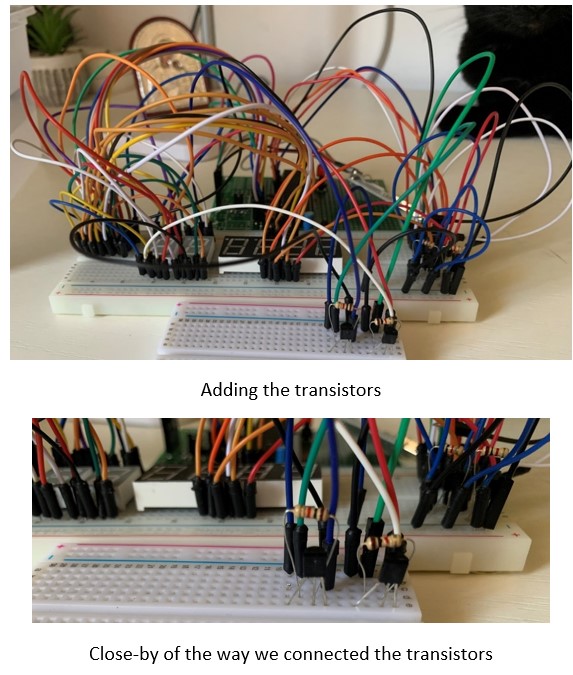 Adding the transistors
Close-by of the way we connected the transistors